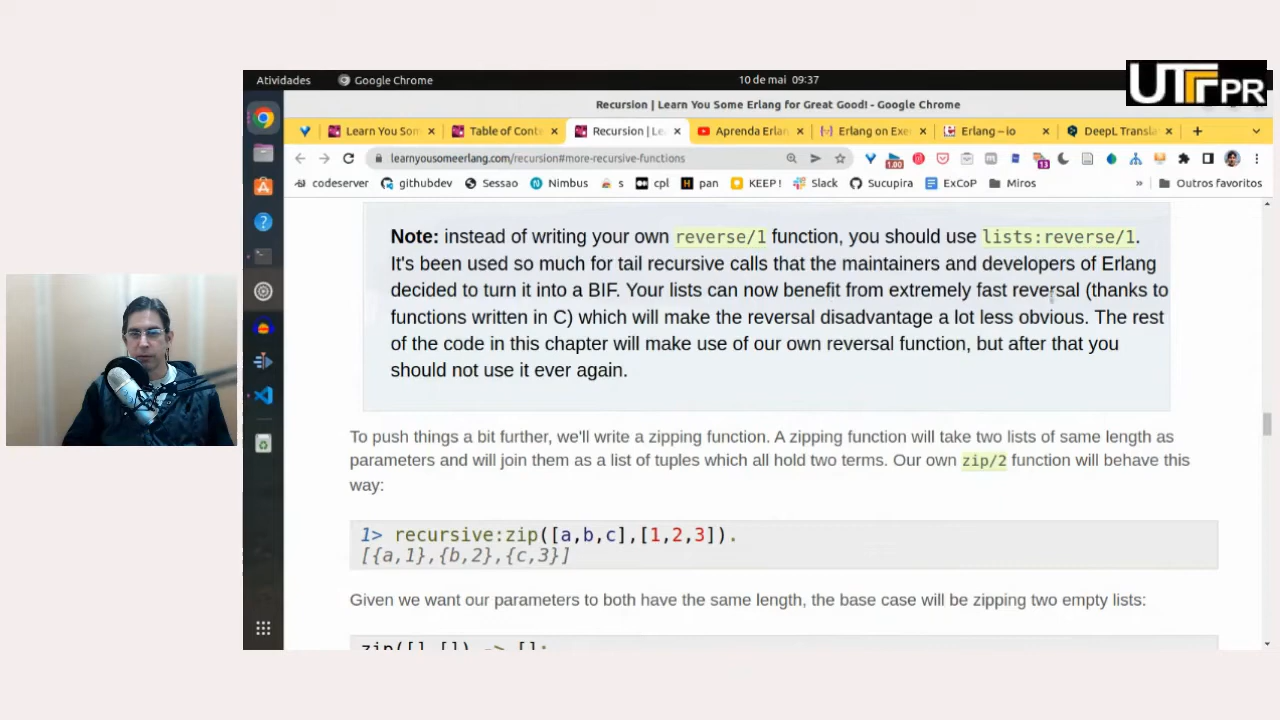 UTFPR
Atividades
Google Chrome
10 de mai 09:37
Recursion | Learn You Some Erlang for Great Good! - Google Chrome
Learn You Som
Table of Conte
Recursion | Lea
Aprenda Erlan
Erlang on Exe
Erlang – io
DeepL Transla
learnyousomeerlang.com/recursion#more-recursive-functions
1.00
13
codeserver
githubdev
Sessao
Nimbus
s
cpl
pan
KEEP!
Slack
Sucupira
ExCoP
Miros
»
Outros favoritos
Note: instead of writing your own reverse/1 function, you should use lists:reverse/1.
It's been used so much for tail recursive calls that the maintainers and developers of Erlang
decided to turn it into a BIF. Your lists can now benefit from extremely fast reversal (thanks to
functions written in C) which will make the reversal disadvantage a lot less obvious. The rest
of the code in this chapter will make use of our own reversal function, but after that you
should not use it ever again.
To push things a bit further, we'll write a zipping function. A zipping function will take two lists of same length as
parameters and will join them as a list of tuples which all hold two terms. Our own zip/2 function will behave this
way:
1> recursive:zip([a,b,c],[1,2,3]).
[{a,1},{b,2},{c,3}]
Given we want our parameters to both have the same length, the base case will be zipping two empty lists:
zip([],[]) -> [];